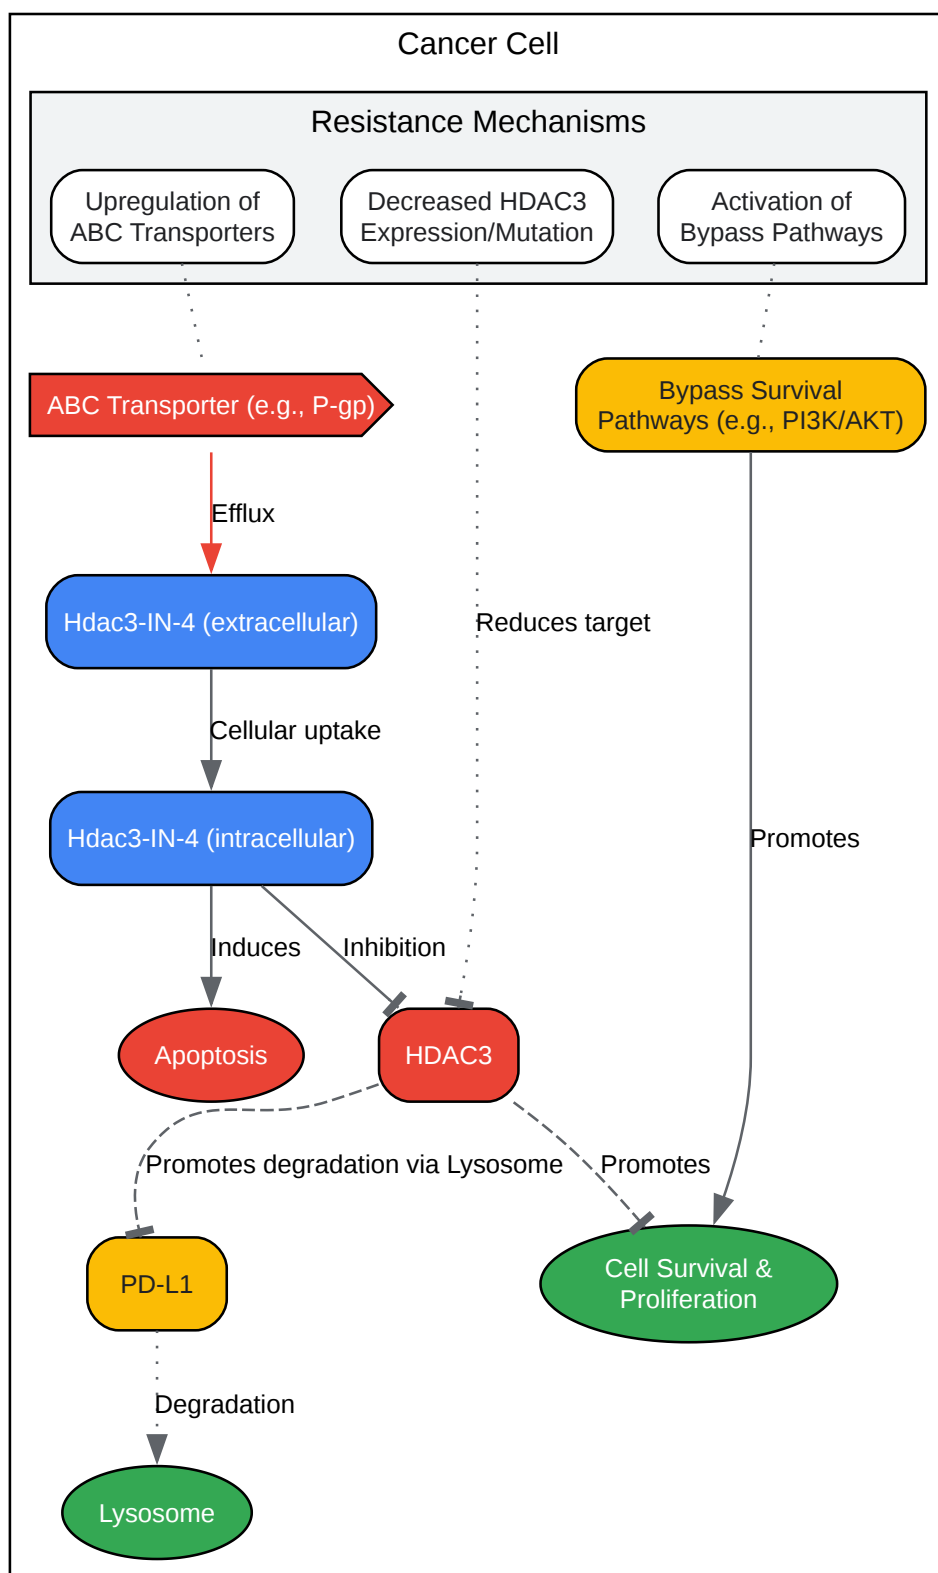 Cancer Cell
Resistance Mechanisms
Upregulation of
ABC Transporters
Decreased HDAC3
Expression/Mutation
Activation of
Bypass Pathways
ABC Transporter (e.g., P-gp)
Bypass Survival
Pathways (e.g., PI3K/AKT)
Efflux
Hdac3-IN-4 (extracellular)
Reduces target
Cellular uptake
Hdac3-IN-4 (intracellular)
Promotes
Induces
Inhibition
Apoptosis
HDAC3
Promotes degradation via Lysosome
Promotes
PD-L1
Cell Survival &
Proliferation
Degradation
Lysosome